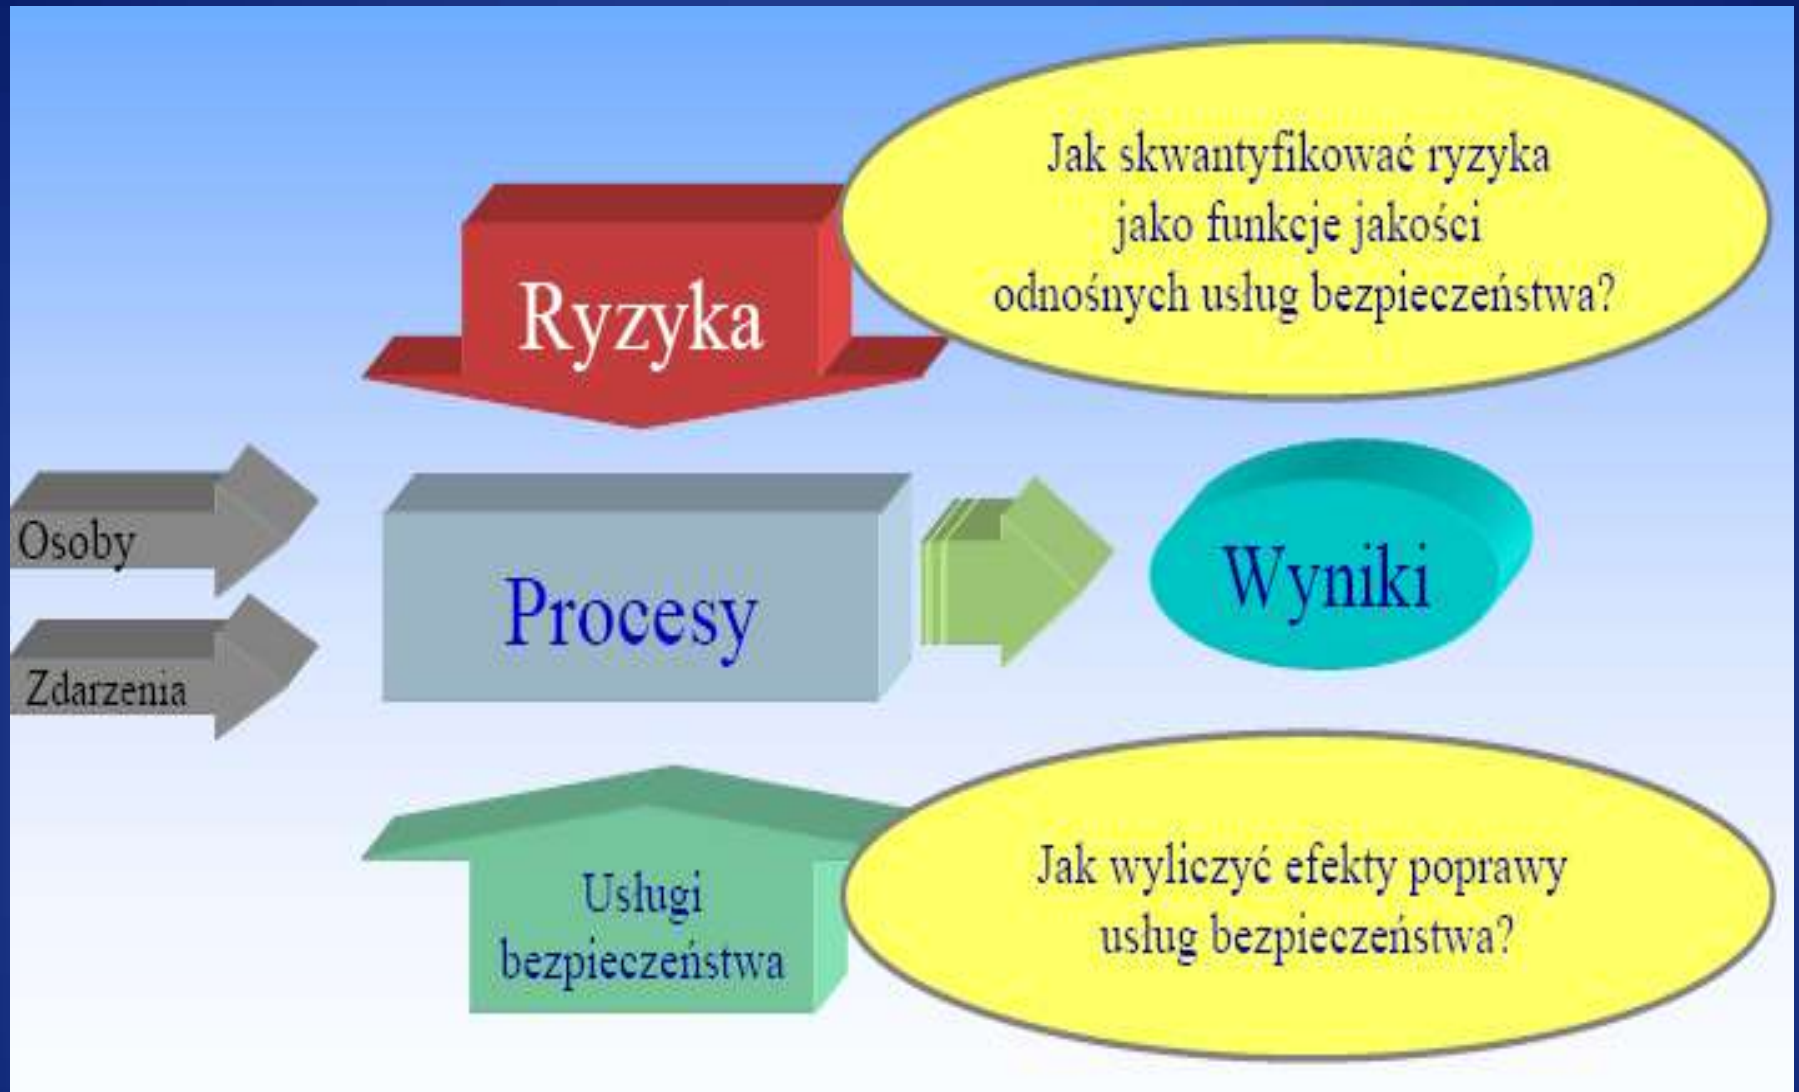 Jak skwantyfikować ryzyka
jako funkcje jakości
odnośnych usług bezpieczeństwa?
Ryzyka
Osoby
Zdarzenia
Procesy
Wyniki
Usługi
bezpieczeństwa
Jak wyliczyć efekty poprawy
usług bezpieczeństwa?